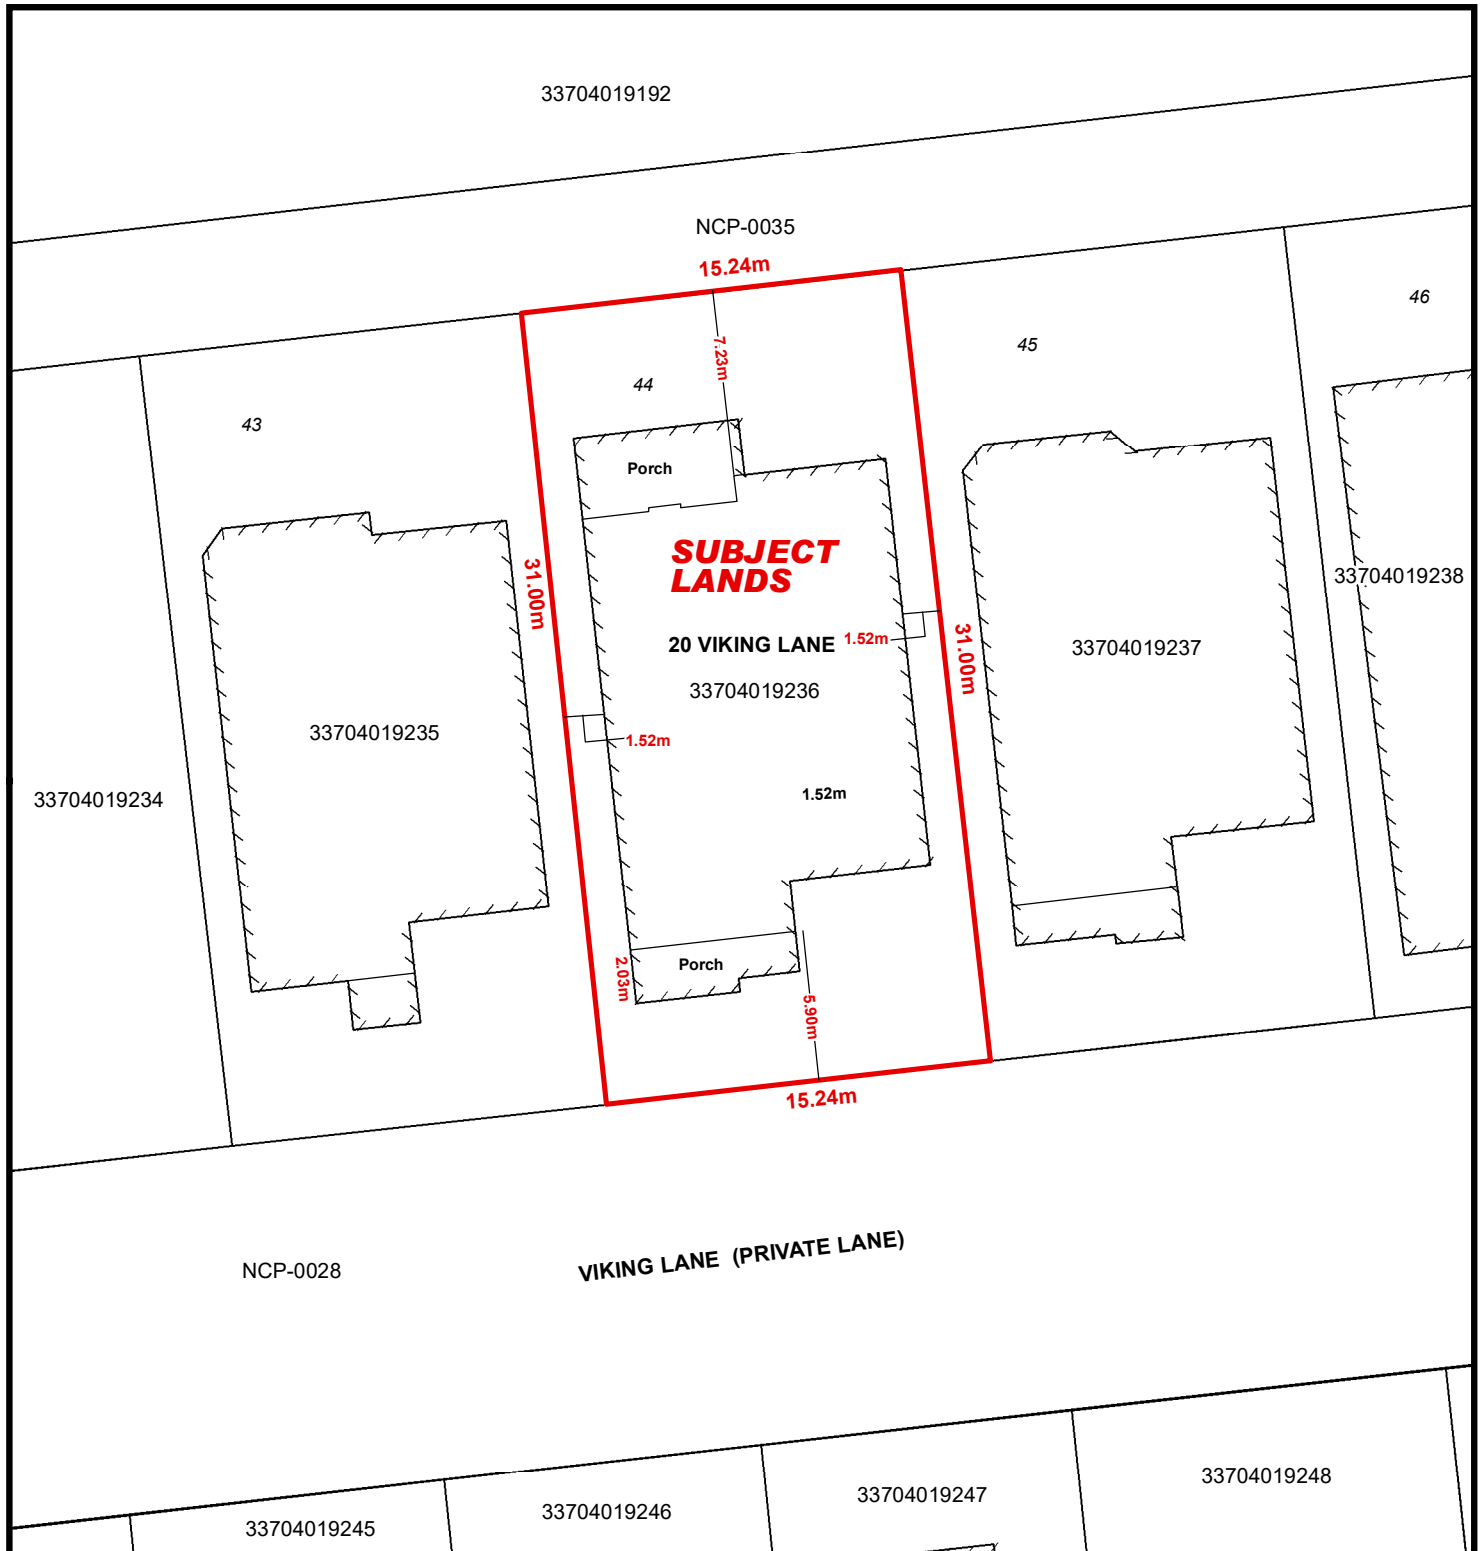 33704019192
NCP-0035
15.24m
46
45
7.23m
44
43
Porch
SUBJECT
LANDS
31.00m
33704019238
20 VIKING LANE
1.52m
31.00m
33704019237
33704019236
33704019235
1.52m
33704019234
1.52m
Porch
2.03m
5.90m
15.24m
VIKING LANE (PRIVATE LANE)
NCP-0028
33704019248
33704019247
33704019246
33704019245